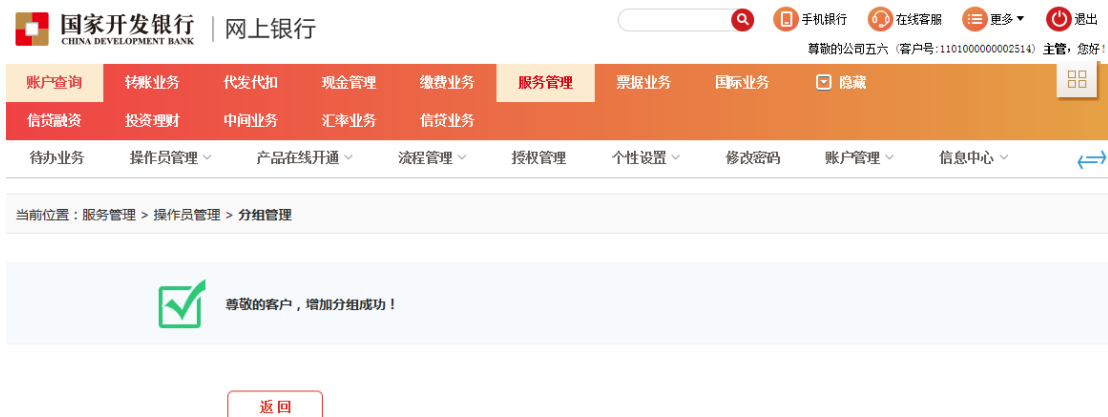 国家开发银行
CHINA DEVELOPMENT BANK
网上银行
手机银行 在线客服 更多 退出
尊敬的公司五六（客户号:1101000000002514）主管，您好！
账户查询 转账业务 代发代扣 现金管理 缴费业务 服务管理 票据业务 国际业务 隐藏
信贷融资 投资理财 中间业务 汇率业务 信贷业务
待办业务 操作员管理 产品在线开通 流程管理 授权管理 个性设置 修改密码 账户管理 信息中心
当前位置：服务管理 > 操作员管理 > 分组管理
尊敬的客户，增加分组成功！
返回